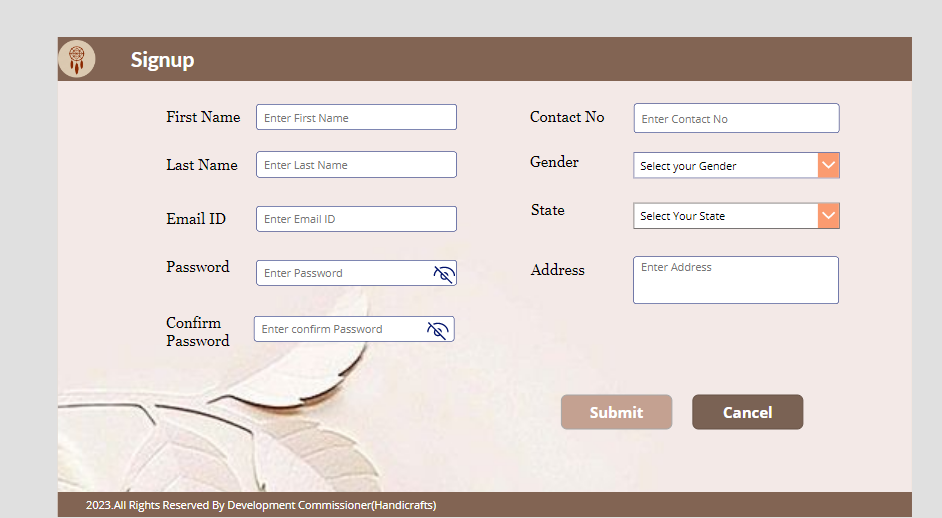 Signup
First Name
Enter First Name
Last Name
Enter Last Name
Email ID
Enter Email ID
Password
Enter Password
Confirm
Password
Enter confirm Password
Contact No
Enter Contact No
Gender
Select your Gender
State
Select Your State
Address
Enter Address
Submit
Cancel
2023.All Rights Reserved By Development Commissioner(Handicrafts)